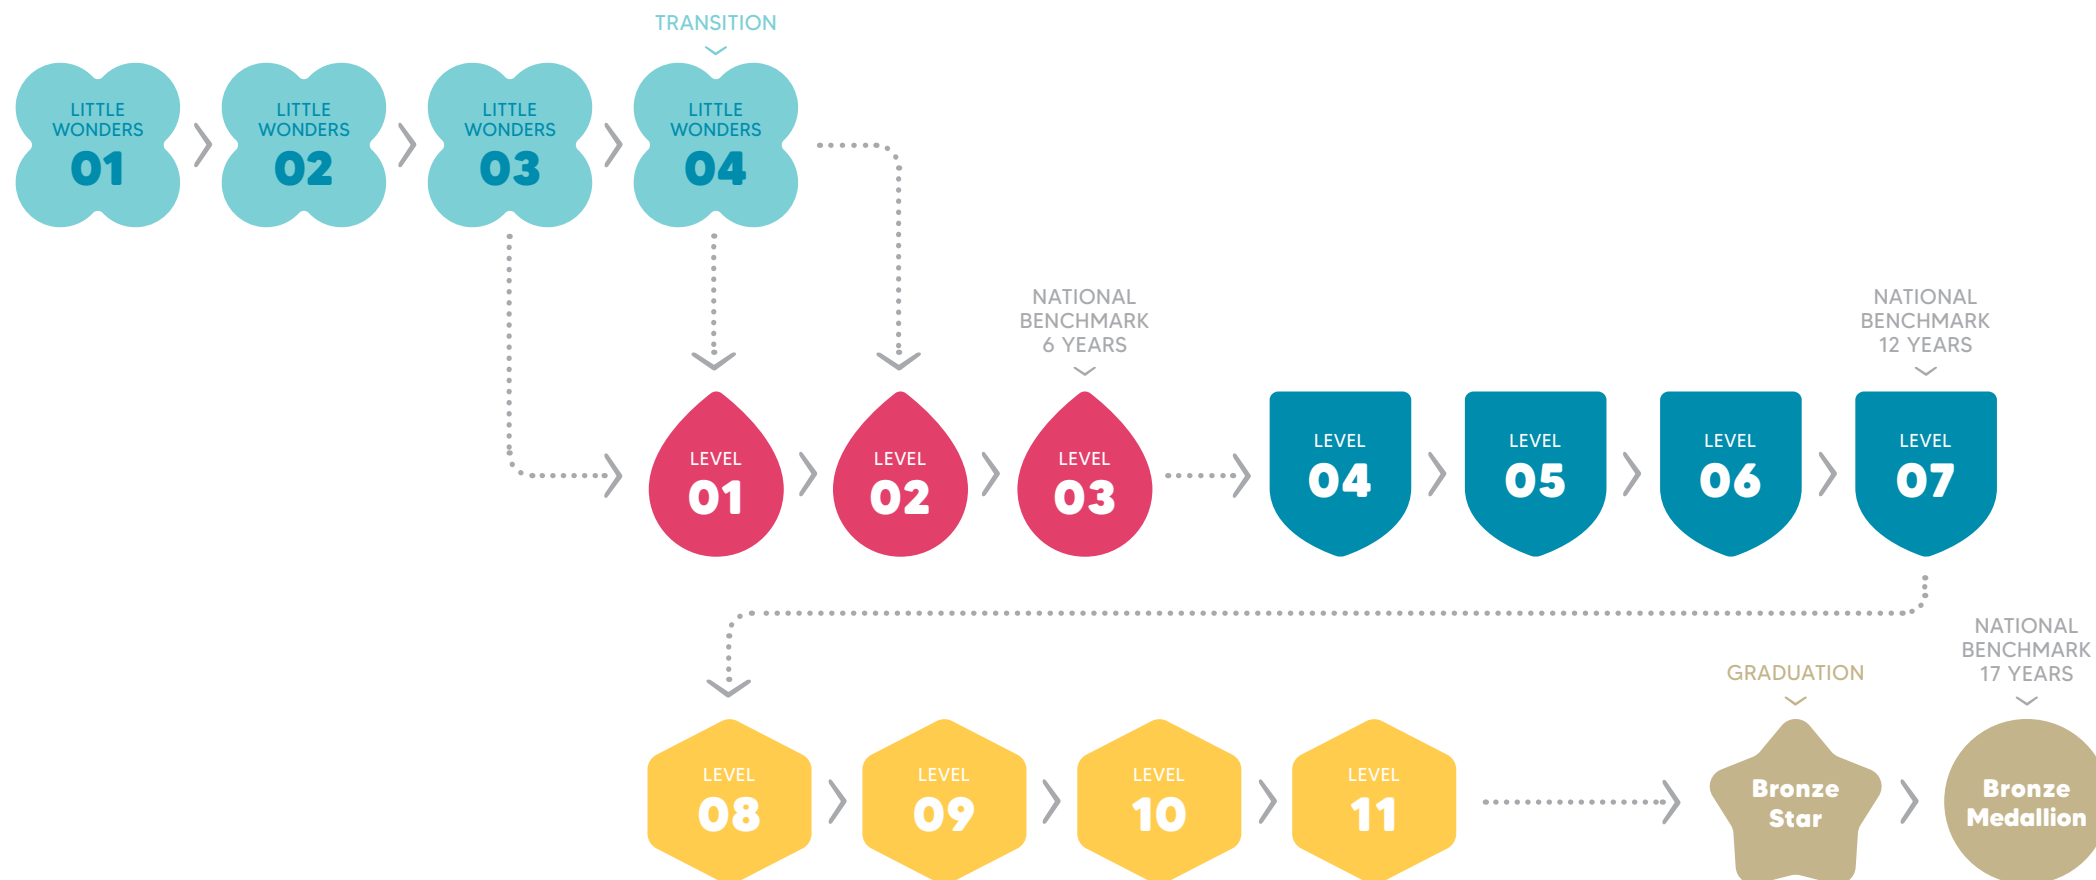 TRANSITION
LITTLE
WONDERS
01
LITTLE
WONDERS
02
LITTLE
WONDERS
03
LITTLE
WONDERS
04
NATIONAL
BENCHMARK
6 YEARS
NATIONAL
BENCHMARK
12 YEARS
LEVEL
01
LEVEL
02
LEVEL
03
LEVEL
04
LEVEL
05
LEVEL
06
LEVEL
07
GRADUATION
NATIONAL
BENCHMARK
17 YEARS
LEVEL
08
LEVEL
09
LEVEL
10
LEVEL
11
Bronze
Star
Bronze
Medallion